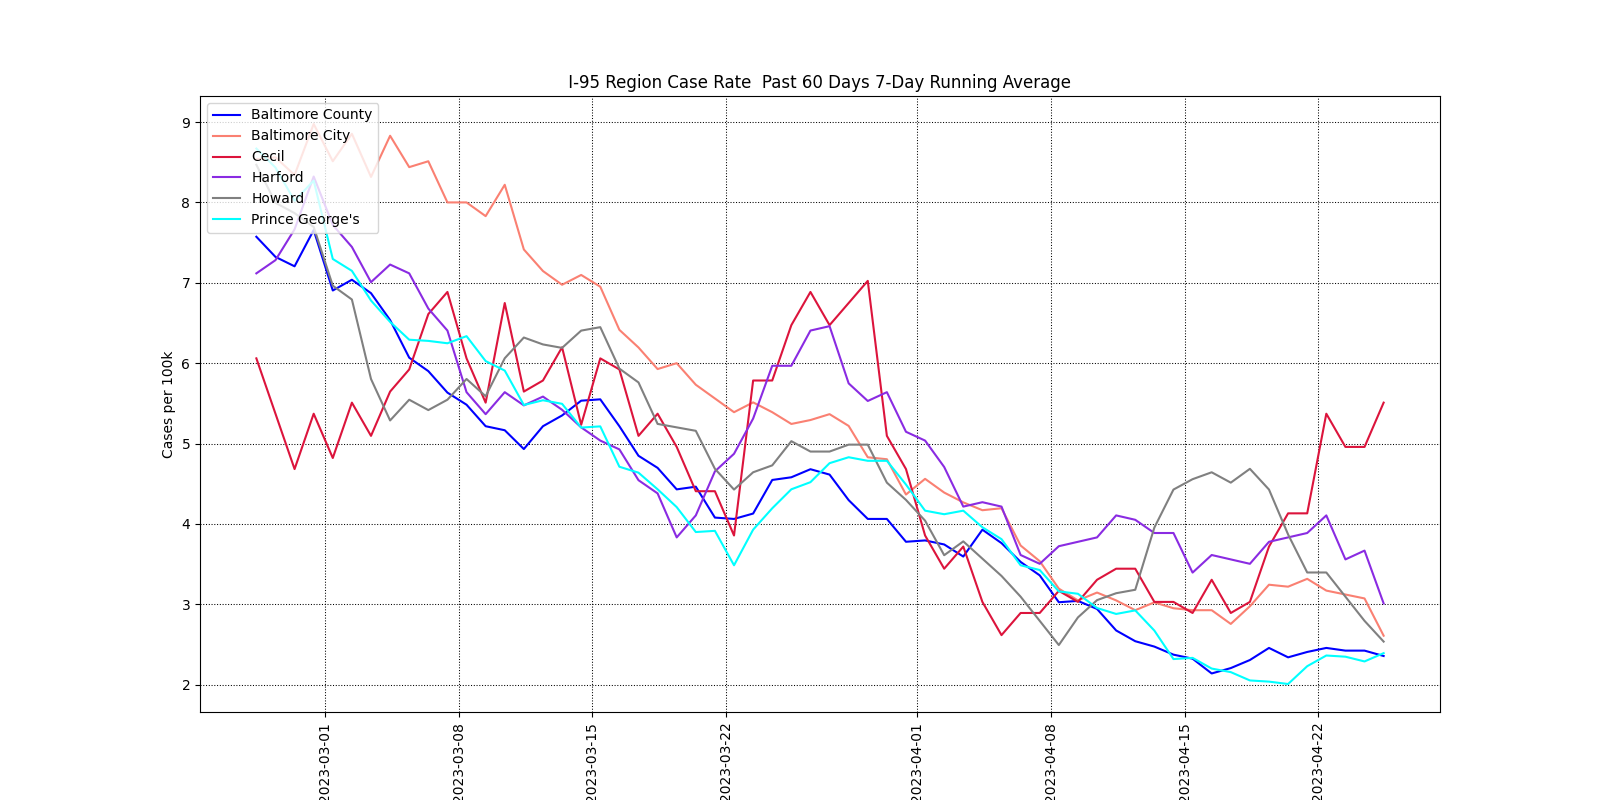 I-95 Region Case Rate  Past 60 Days 7-Day Running Average
Baltimore County
Baltimore City
Cecil
Harford
Howard
Prince George's
Cases per 100k
9
8
7
6
5
4
3
2
2023-03-01
2023-03-08
2023-03-15
2023-03-22
2023-04-01
2023-04-08
2023-04-15
2023-04-22